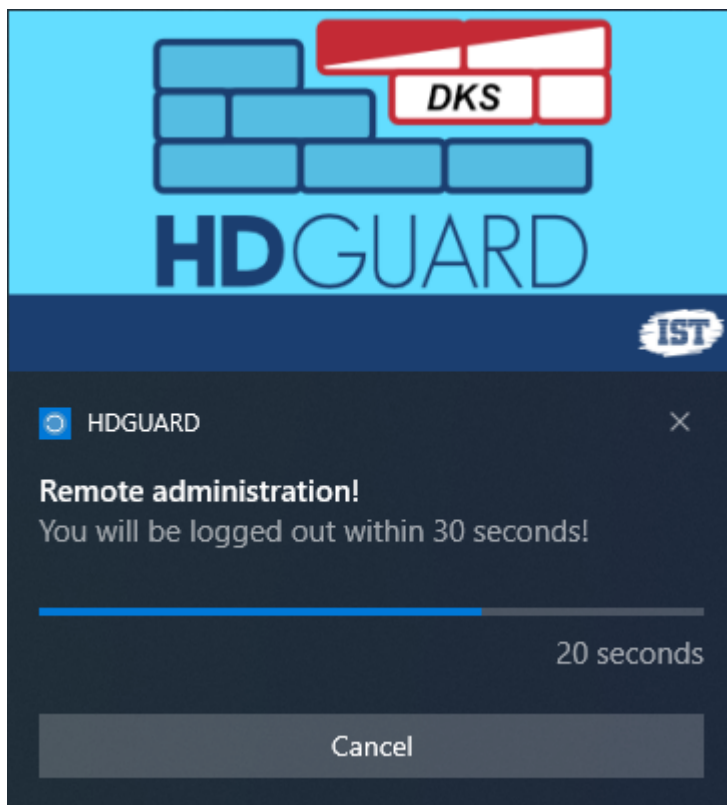 DKS
HDGUARD
IST
HDGUARD
Remote administration!
You will be logged out within 30 seconds!
20 seconds
Cancel